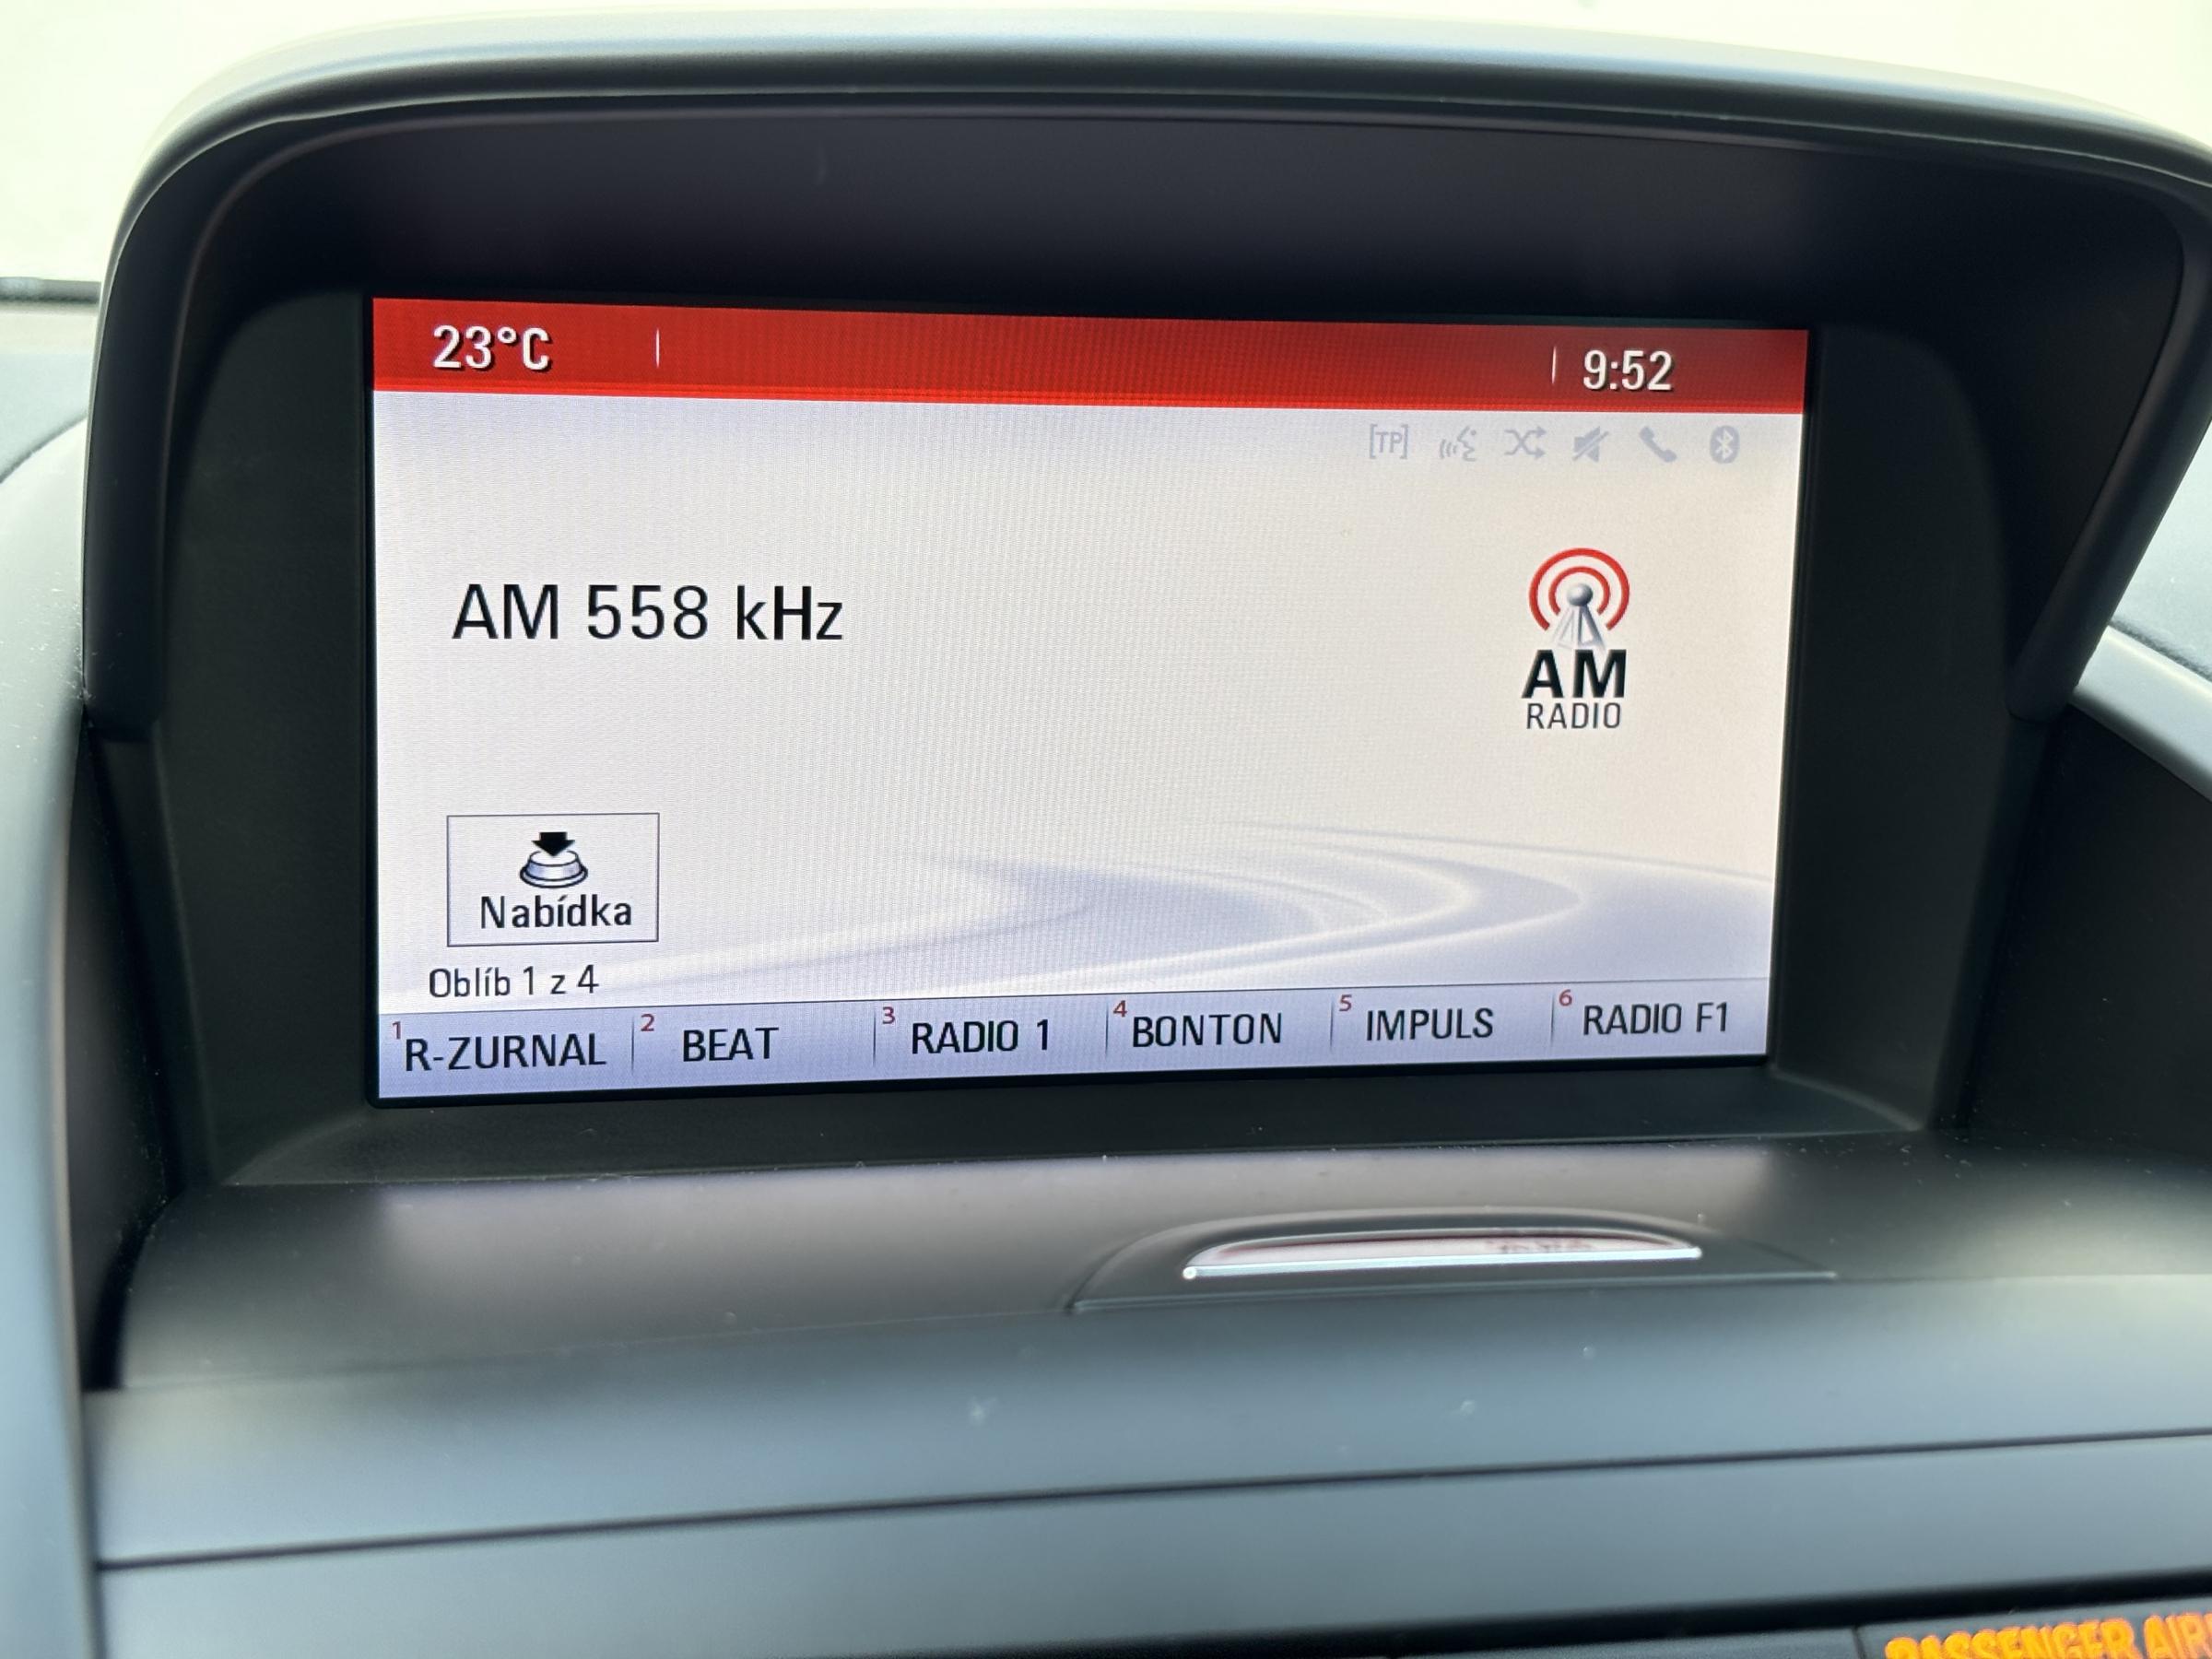 23°C 9:52
[TP]
AM 558 kHz
AM
RADIO
Nabídka
Oblíb 1 z 4
1 R-ZURNAL 2 BEAT 3 RADIO 1 4 BONTON 5 IMPULS 6 RADIO F1
PASSENGER